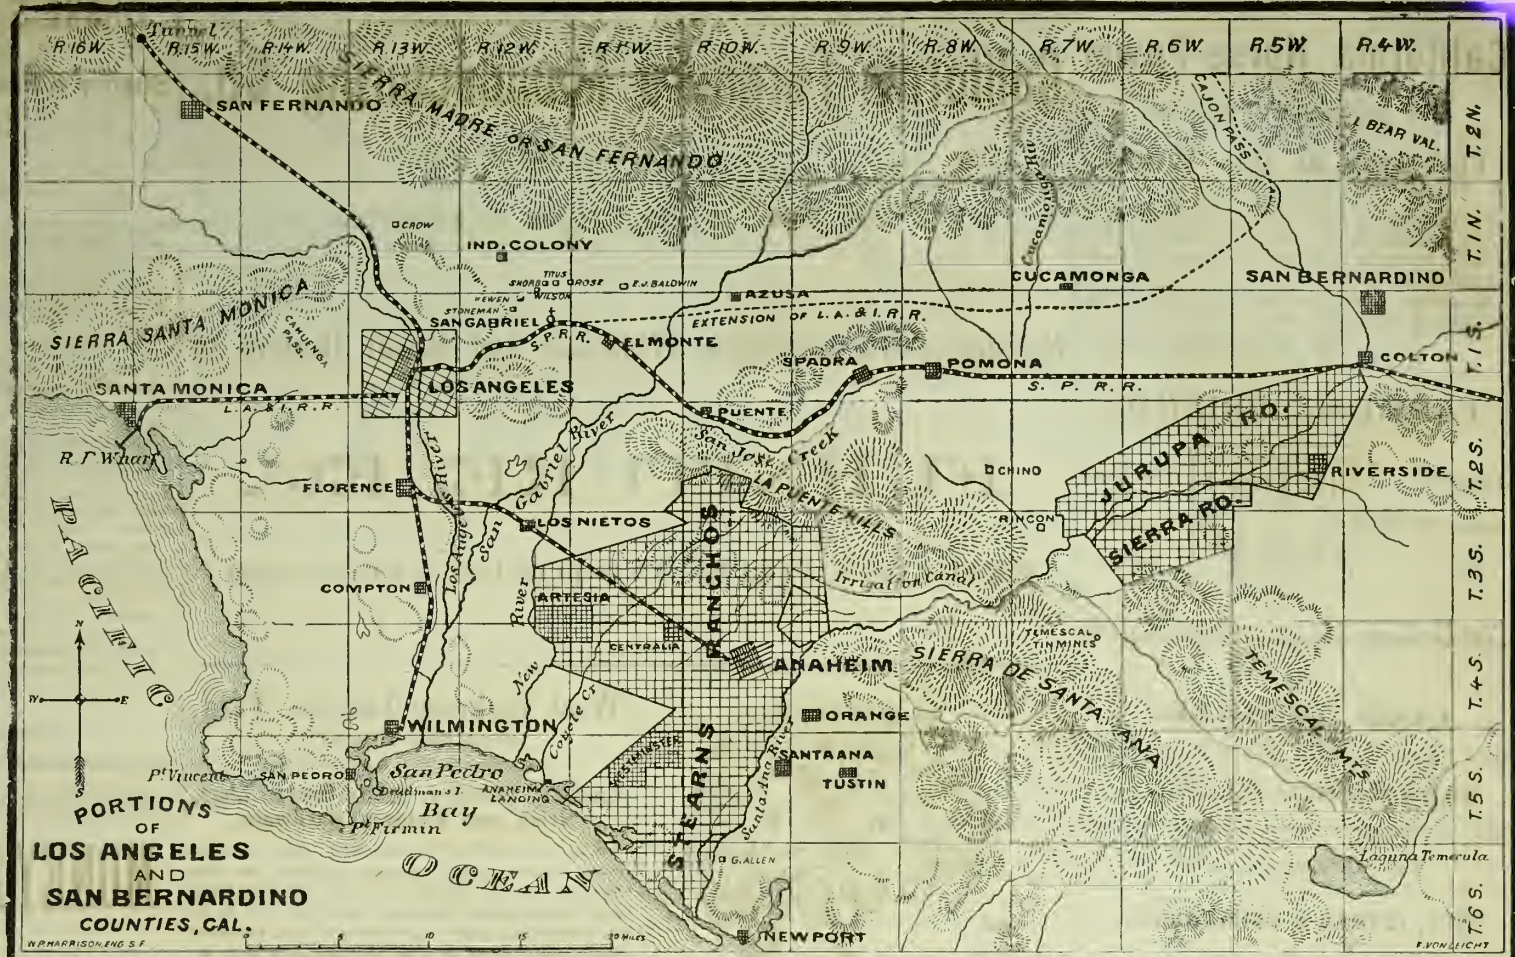 Tunnel
R.16W. R.15W. R.14W. R.13W. R.12W. R.11W. R.10W. R.9W. R.8W. R.7W. R.6W. R.5W. R.4W.
SAN FERNANDO
SIERRA MADRE OR SAN FERNANDO
CAJON PASS
BEAR VAL.
T.2N.
Cucamonga Riv
CROW
IND. COLONY
T.1N.
TITUS
SHORB ROSE
E.J. BALDWIN
KEWEN WILSON
STONEMAN
SAN GABRIEL
AZUSA
CUCAMONGA
SAN BERNARDINO
SIERRA SANTA MONICA
CAHUENGA PASS.
EXTENSION OF L.A. & I.R.R.
S.P.R.R.
ELMONTE
SPADRA
POMONA
COLTON
T.1S.
SANTA MONICA
LOS ANGELES
L.A. & I.R.R.
S. P. R. R.
PUENTE
San Jose Creek
R.R. Wharf
Los Angeles River
San Gabriel River
LA PUENTE HILLS
CHINO
JURUPA RO.
RIVERSIDE
T.2S.
FLORENCE
LOS NIETOS
RINCON
SIERRA RO.
PACIFIC
COMPTON
New River
ARTESIA
Irrigation Canal
T.3S.
CENTRALIA
STEARNS RANCHOS
ANAHEIM
TEMESCAL
TIN MINES
SIERRA DE SANTA ANA
TEMESCAL MTS
T.4S.
N
W E
S
Coyote Cr
WILMINGTON
ORANGE
WESTMINSTER
Santa Ana River
SANTA ANA
TUSTIN
Pt Vincent
SAN PEDRO
San Pedro
Bay
Deadman's I.
ANAHEIM
LANDING
T.5S.
Pt Firmin
OCEAN
G. ALLEN
Laguna Temecula
T.6S.
NEWPORT
PORTIONS
OF
LOS ANGELES
AND
SAN BERNARDINO
COUNTIES, CAL.
W.P. HARRISON, ENG S.F.
0 5 10 15 20 MILES
F. VON LEICHT